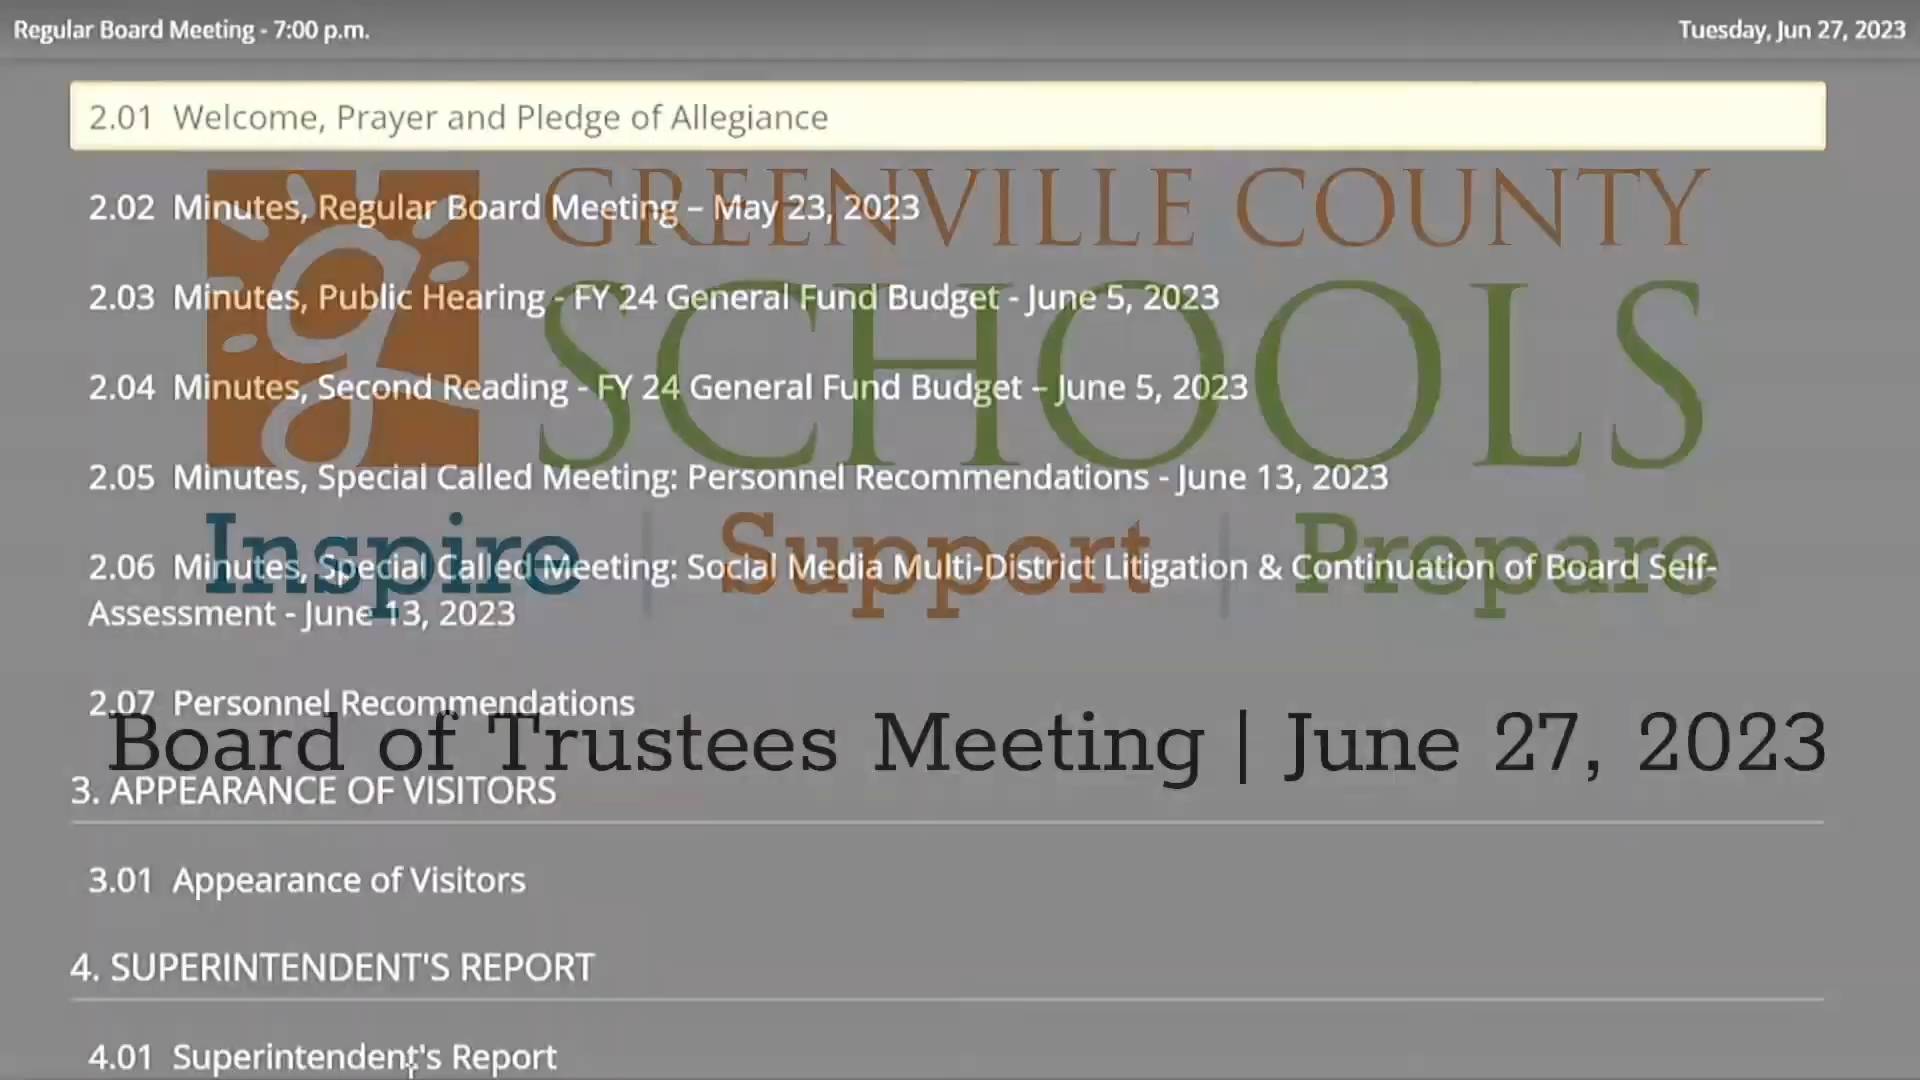 Regular Board Meeting - 7:00 p.m.
Tuesday, Jun 27, 2023
2.01 Welcome, Prayer and Pledge of Allegiance
GREENVILLE COUNTY
2.02 Minutes, Regular Board Meeting – May 23, 2023
g
SCHOOLS
2.03 Minutes, Public Hearing - FY 24 General Fund Budget - June 5, 2023
2.04 Minutes, Second Reading - FY 24 General Fund Budget – June 5, 2023
2.05 Minutes, Special Called Meeting: Personnel Recommendations - June 13, 2023
Inspire | Support | Prepare
2.06 Minutes, Special Called Meeting: Social Media Multi-District Litigation & Continuation of Board Self-
Assessment - June 13, 2023
2.07 Personnel Recommendations
Board of Trustees Meeting | June 27, 2023
3. APPEARANCE OF VISITORS
3.01 Appearance of Visitors
4. SUPERINTENDENT'S REPORT
4.01 Superintendent's Report